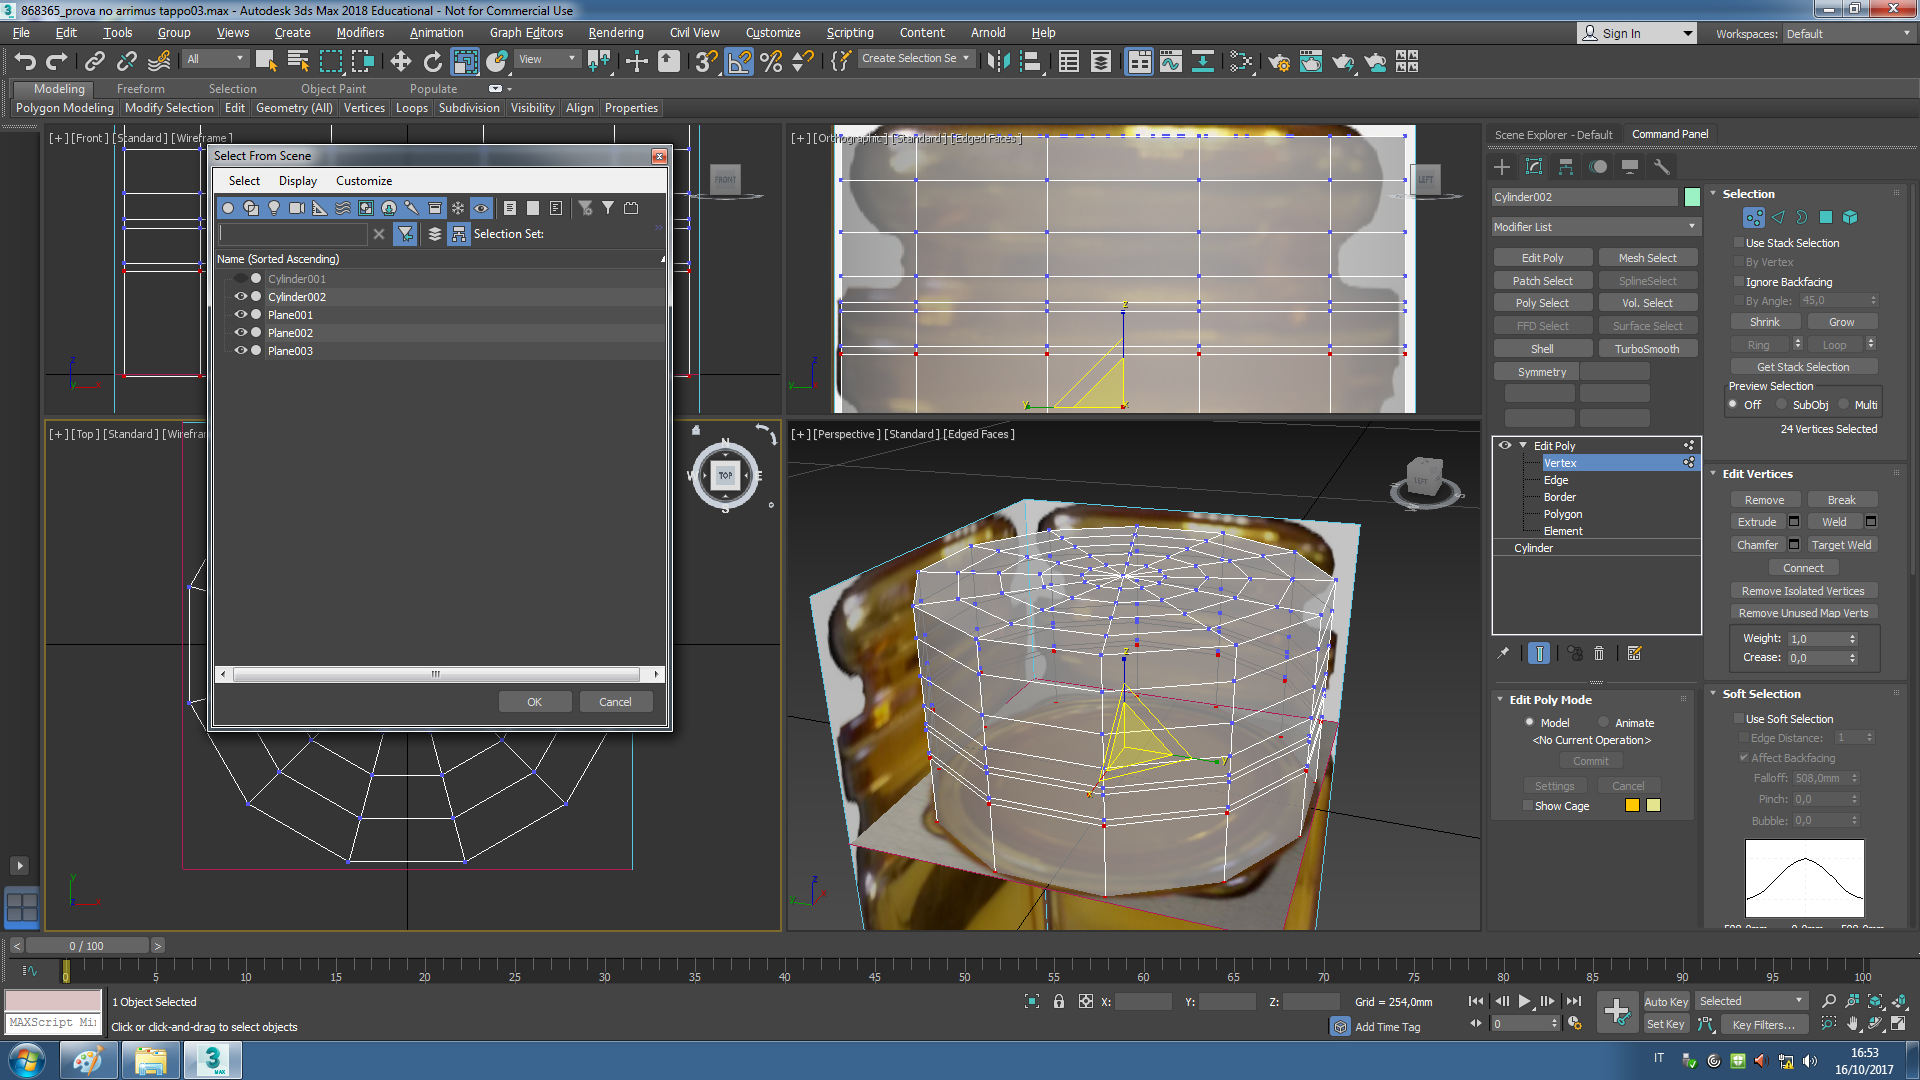 868365_prova no arrimus tappo03.max - Autodesk 3ds Max 2018 Educational - Not for Commercial Use
File Edit Tools Group Views Create Modifiers Animation Graph Editors Rendering Civil View Customize Scripting Content Arnold Help
Sign In Workspaces: Default
All View Create Selection Se
Modeling Freeform Selection Object Paint Populate
Polygon Modeling Modify Selection Edit Geometry (All) Vertices Loops Subdivision Visibility Align Properties
[+] [Front] [Standard] [Wireframe]
FRONT
[+] [Orthographic] [Standard] [Edged Faces]
LEFT
Select From Scene
Select Display Customize
Selection Set:
Name (Sorted Ascending)
Cylinder001
Cylinder002
Plane001
Plane002
Plane003
OK Cancel
[+] [Top] [Standard] [Wirefra
N
W TOP E
S
[+] [Perspective] [Standard] [Edged Faces]
LEFT
Scene Explorer - Default Command Panel
Cylinder002
Modifier List
Edit Poly Mesh Select
Patch Select SplineSelect
Poly Select Vol. Select
FFD Select Surface Select
Shell TurboSmooth
Symmetry
Edit Poly
Vertex
Edge
Border
Polygon
Element
Cylinder
Edit Poly Mode
Model Animate
<No Current Operation>
Commit
Settings Cancel
Show Cage
Selection
Use Stack Selection
By Vertex
Ignore Backfacing
By Angle: 45,0
Shrink Grow
Ring Loop
Get Stack Selection
Preview Selection
Off SubObj Multi
24 Vertices Selected
Edit Vertices
Remove Break
Extrude Weld
Chamfer Target Weld
Connect
Remove Isolated Vertices
Remove Unused Map Verts
Weight: 1,0
Crease: 0,0
Soft Selection
Use Soft Selection
Edge Distance: 1
Affect Backfacing
Falloff: 508,0mm
Pinch: 0,0
Bubble: 0,0
0 / 100
0 5 10 15 20 25 30 35 40 45 50 55 60 65 70 75 80 85 90 95 100
1 Object Selected
MAXScript Mi
Click or click-and-drag to select objects
X: Y: Z: Grid = 254,0mm
Add Time Tag
0
Auto Key Selected
Set Key Key Filters...
3 MAX
IT
16:53
16/10/2017